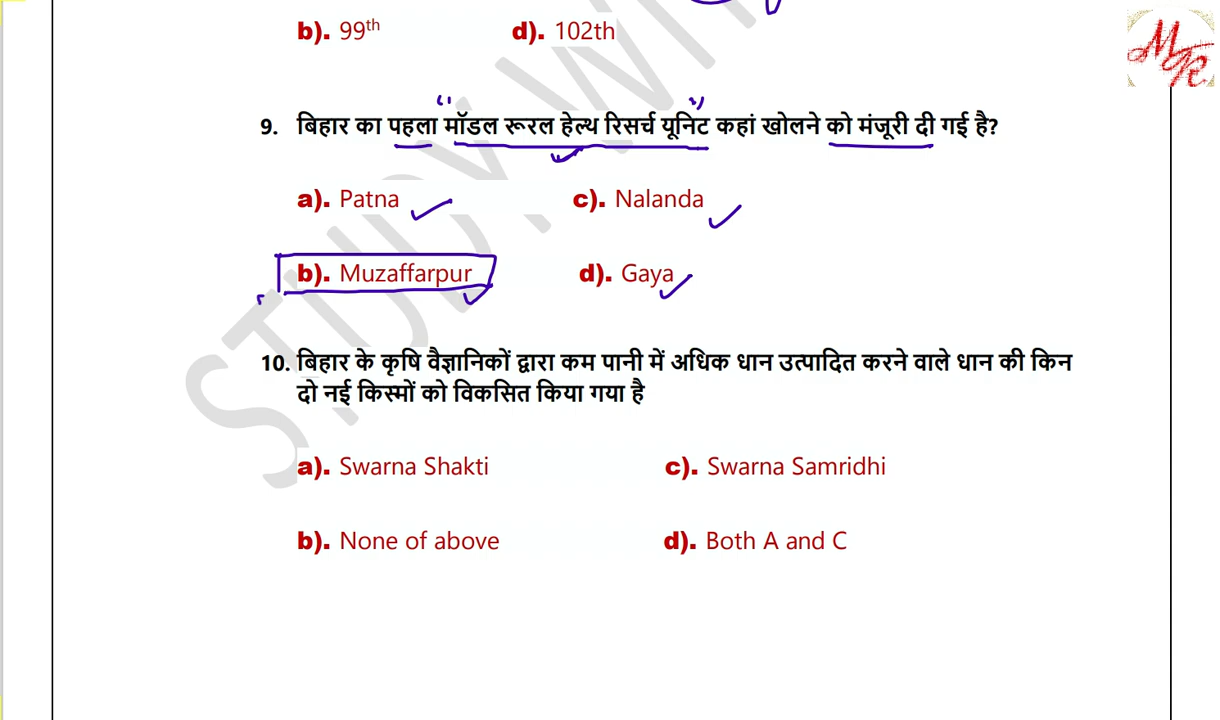 b). 99th d). 102th
9. बिहार का पहला मॉडल रूरल हेल्थ रिसर्च यूनिट कहां खोलने को मंजूरी दी गई है?
a). Patna c). Nalanda
b). Muzaffarpur d). Gaya
10. बिहार के कृषि वैज्ञानिकों द्वारा कम पानी में अधिक धान उत्पादित करने वाले धान की किन
दो नई किस्मों को विकसित किया गया है
a). Swarna Shakti c). Swarna Samridhi
b). None of above d). Both A and C